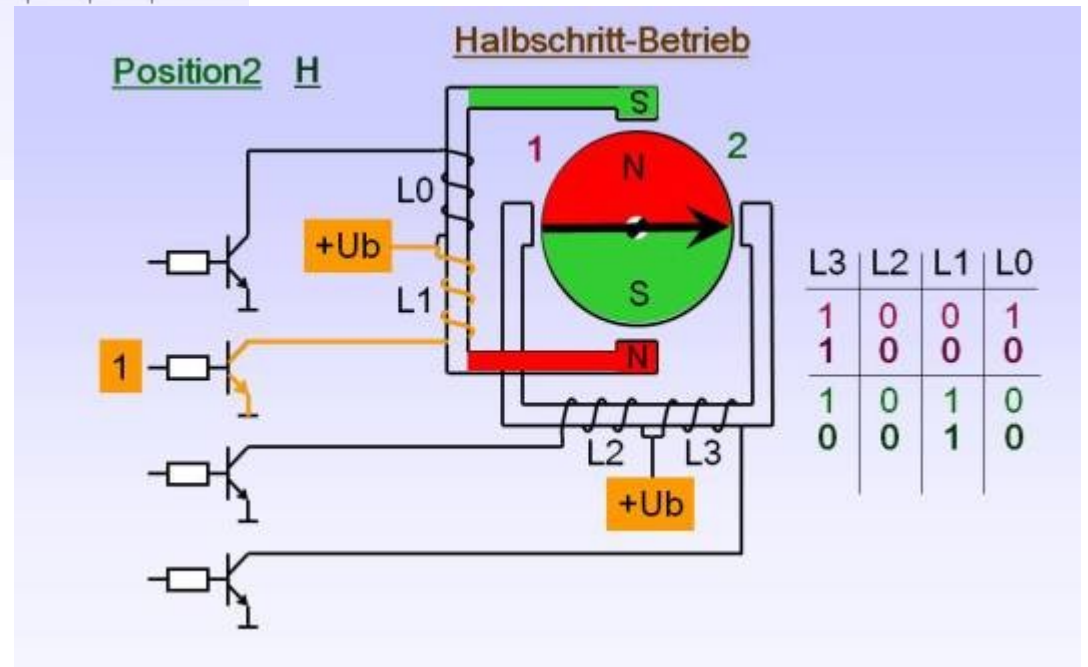 Halbschritt-Betrieb
Position2 H
S
1 2
N
L0
+Ub
L3 L2 L1 L0
S
L1
1 0 0 1
1 0 0 0
N
1
1 0 1 0
0 0 1 0
L2 L3
+Ub